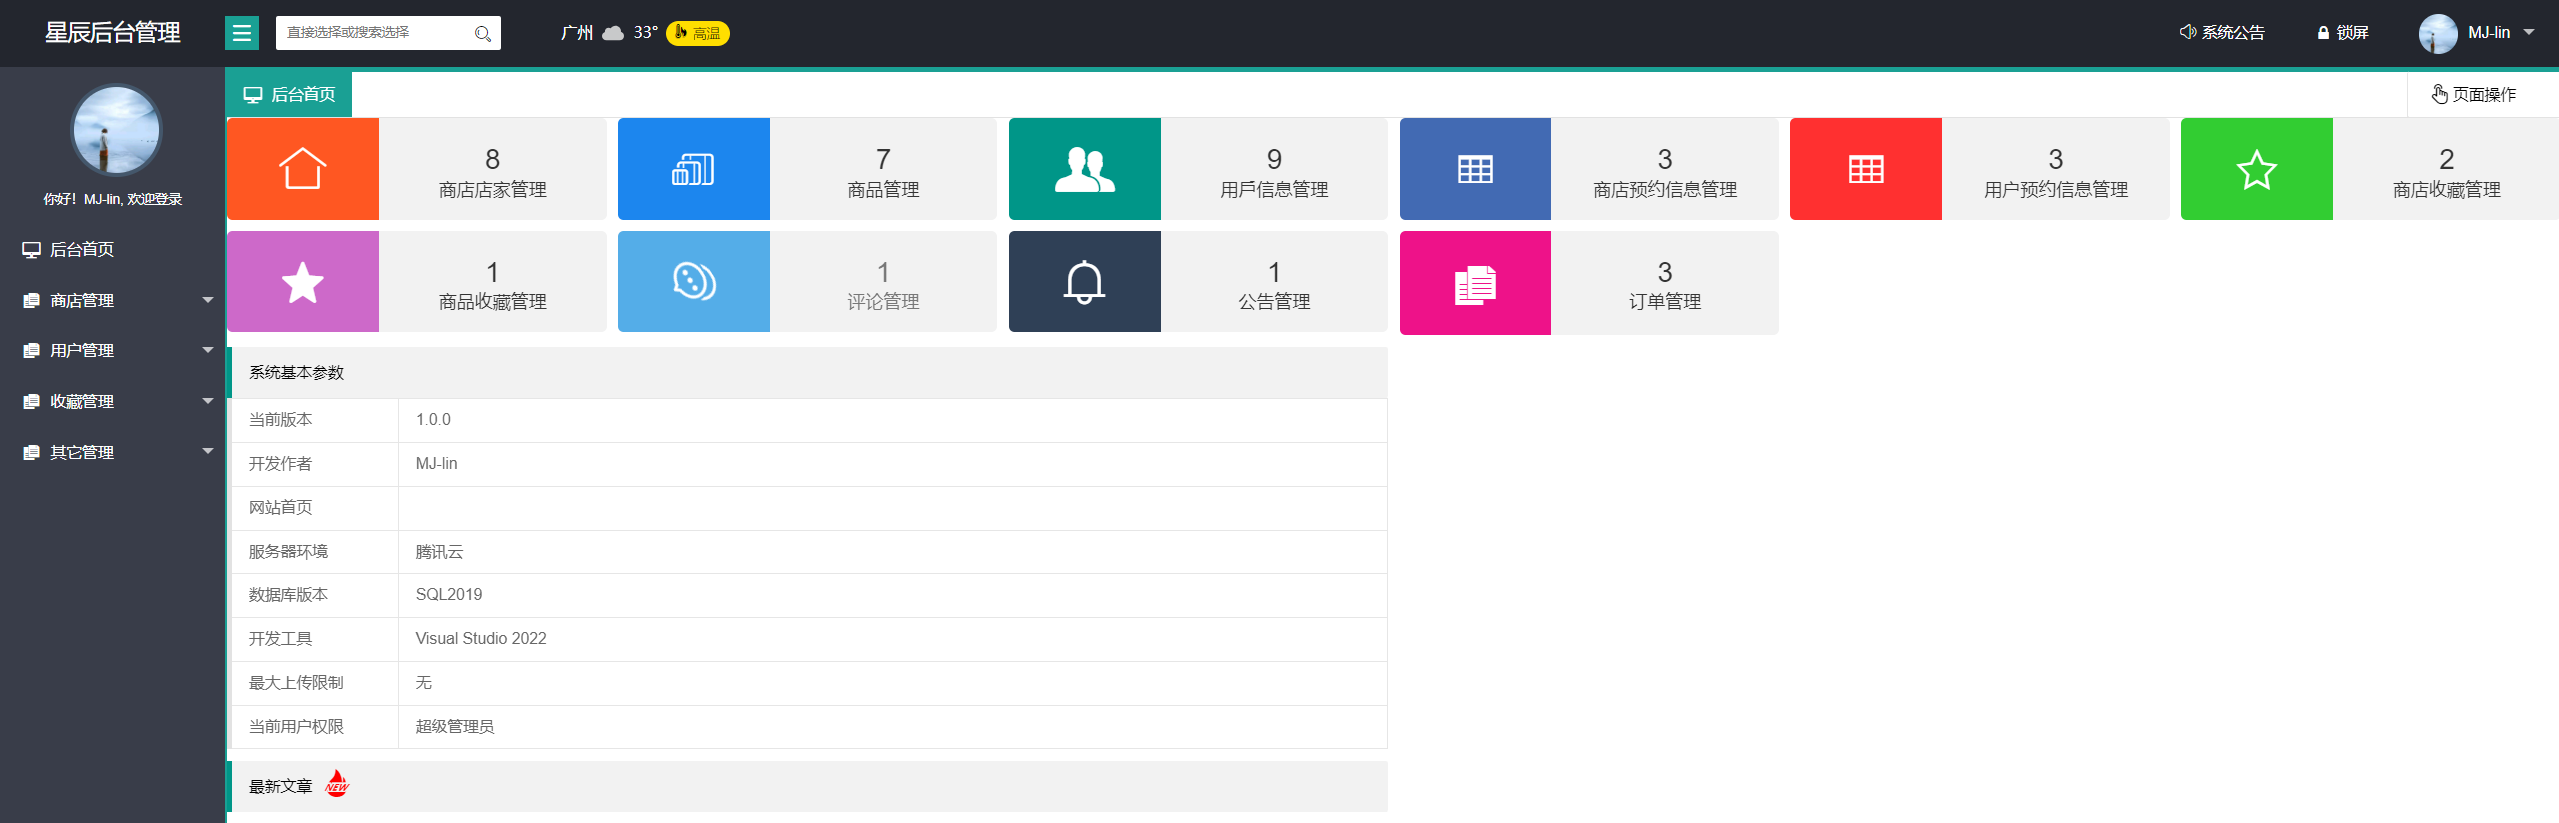 星辰后台管理
直接选择或搜索选择
广州 33° 高温
系统公告
锁屏
MJ-lin
你好！MJ-lin, 欢迎登录
后台首页
商店管理
用户管理
收藏管理
其它管理
后台首页
页面操作
8
商店店家管理
7
商品管理
9
用戶信息管理
3
商店预约信息管理
3
用户预约信息管理
2
商店收藏管理
1
商品收藏管理
1
评论管理
1
公告管理
3
订单管理
系统基本参数
当前版本 1.0.0
开发作者 MJ-lin
网站首页
服务器环境 腾讯云
数据库版本 SQL2019
开发工具 Visual Studio 2022
最大上传限制 无
当前用户权限 超级管理员
最新文章 NEW